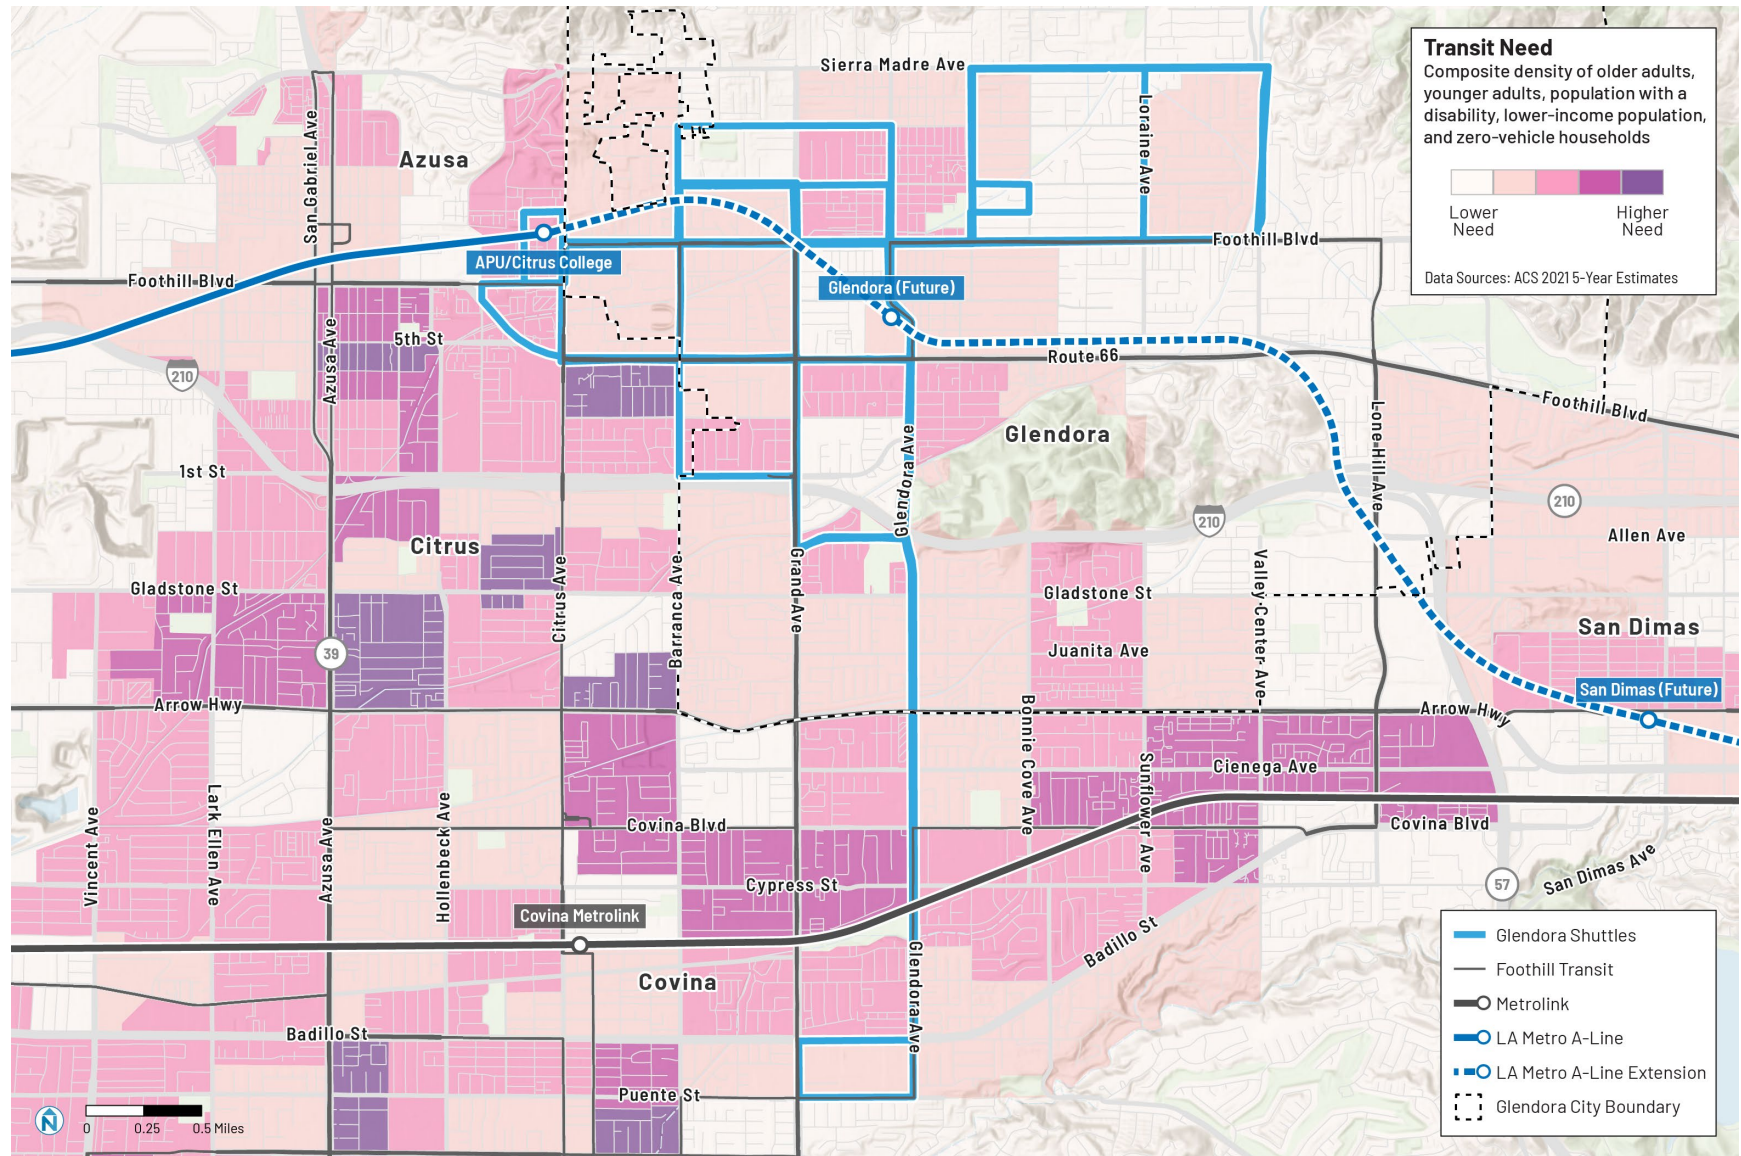 Sierra Madre Ave
Transit Need
Composite density of older adults,
younger adults, population with a
disability, lower-income population,
and zero-vehicle households
Lower
Need
Higher
Need
Data Sources: ACS 2021 5-Year Estimates
San Gabriel Ave
Azusa
Loraine Ave
APU/Citrus College
Foothill Blvd
Foothill Blvd
Glendora (Future)
Azusa Ave
5th St
Route 66
210
Foothill Blvd
Lone Hill Ave
Glendora
Glendora Ave
1st St
210
210
Allen Ave
Citrus
Citrus Ave
Barranca Ave
Grand Ave
Valley Center Ave
Gladstone St
Gladstone St
San Dimas
39
Juanita Ave
San Dimas (Future)
Arrow Hwy
Arrow Hwy
Bonnie Cove Ave
Sunflower Ave
Cienega Ave
Vincent Ave
Lark Ellen Ave
Azusa Ave
Hollenbeck Ave
Covina Blvd
Covina Blvd
Cypress St
57
San Dimas Ave
Covina Metrolink
Badillo St
Glendora Ave
Covina
Badillo St
Puente St
N
0
0.25
0.5 Miles
Glendora Shuttles
Foothill Transit
Metrolink
LA Metro A-Line
LA Metro A-Line Extension
Glendora City Boundary